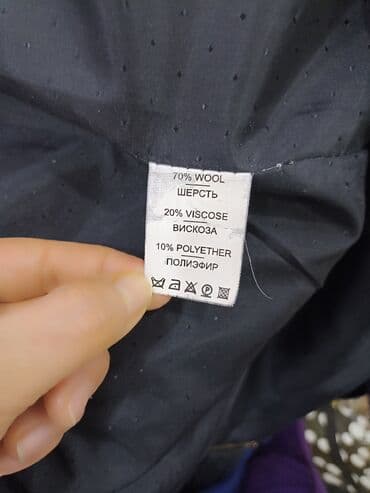 70% WOOL
ШЕРСТЬ
20% VISCOSE
ВИСКОЗА
10% POLYETHER
ПОЛИЭФИР